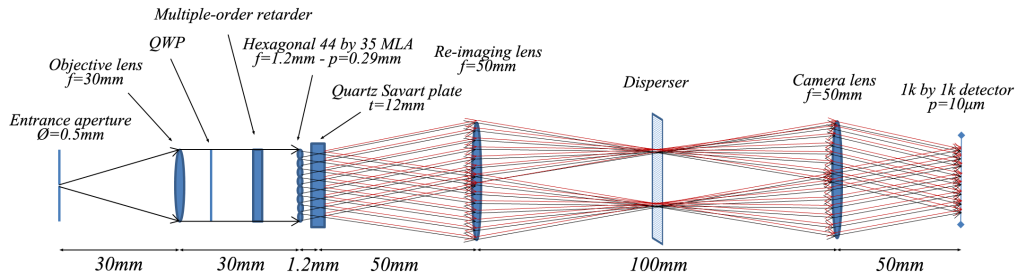 Multiple-order retarder
QWP
Hexagonal 44 by 35 MLA
f=1.2mm - p=0.29mm
Objective lens
f=30mm
Re-imaging lens
f=50mm
Quartz Savart plate
t=12mm
Disperser
Camera lens
f=50mm
1k by 1k detector
p=10μm
Entrance aperture
Ø=0.5mm
30mm
30mm
1.2mm
50mm
100mm
50mm